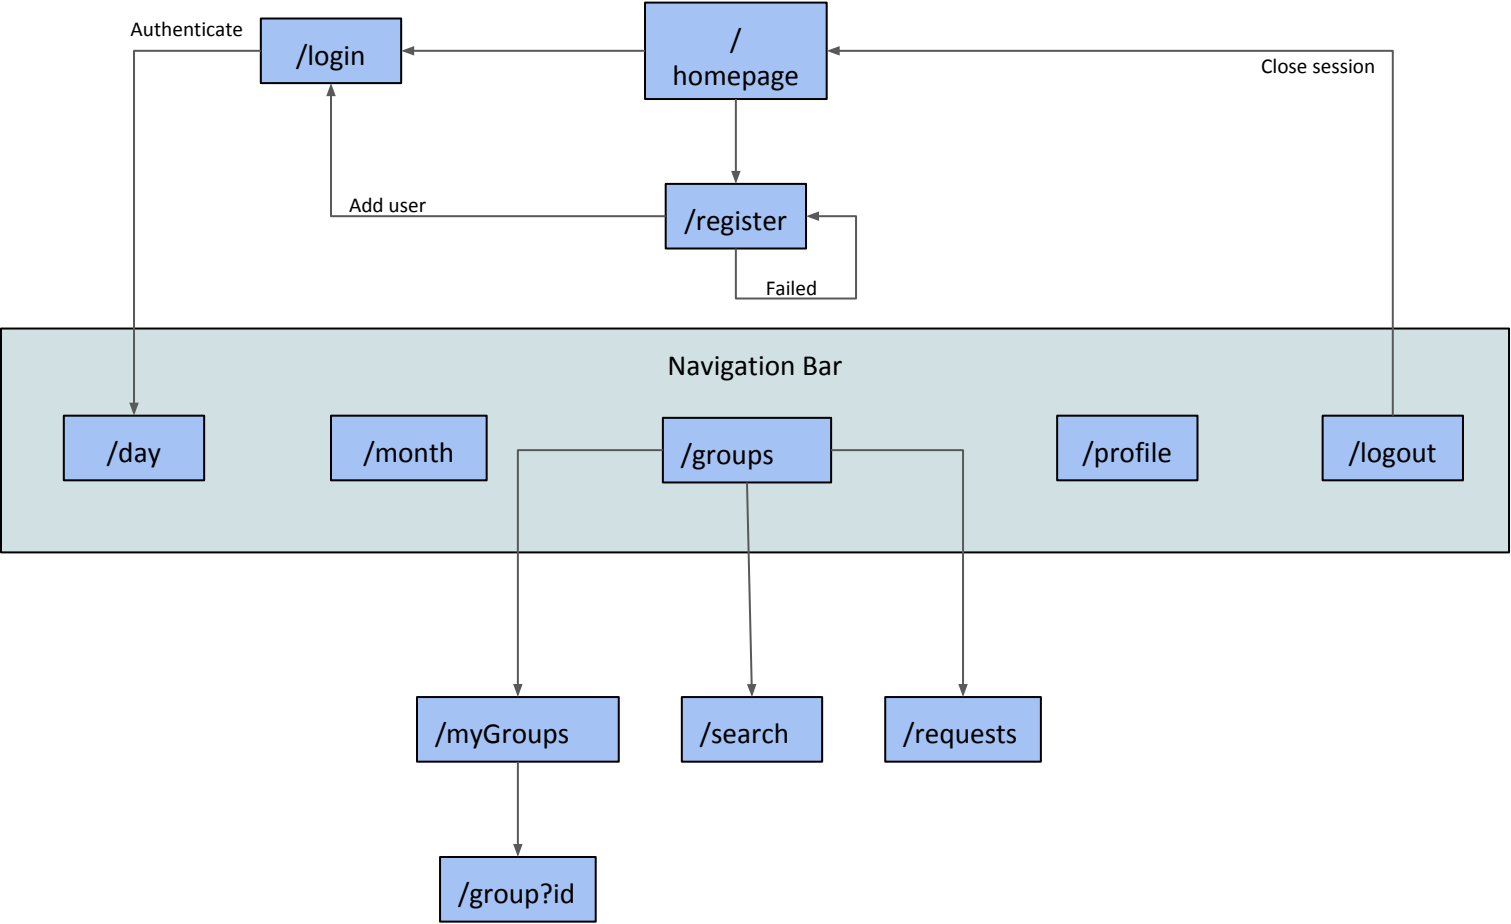 Authenticate
/login
/
homepage
Close session
Add user
/register
Failed
Navigation Bar
/day
/month
/groups
/profile
/logout
/myGroups
/search
/requests
/group?id